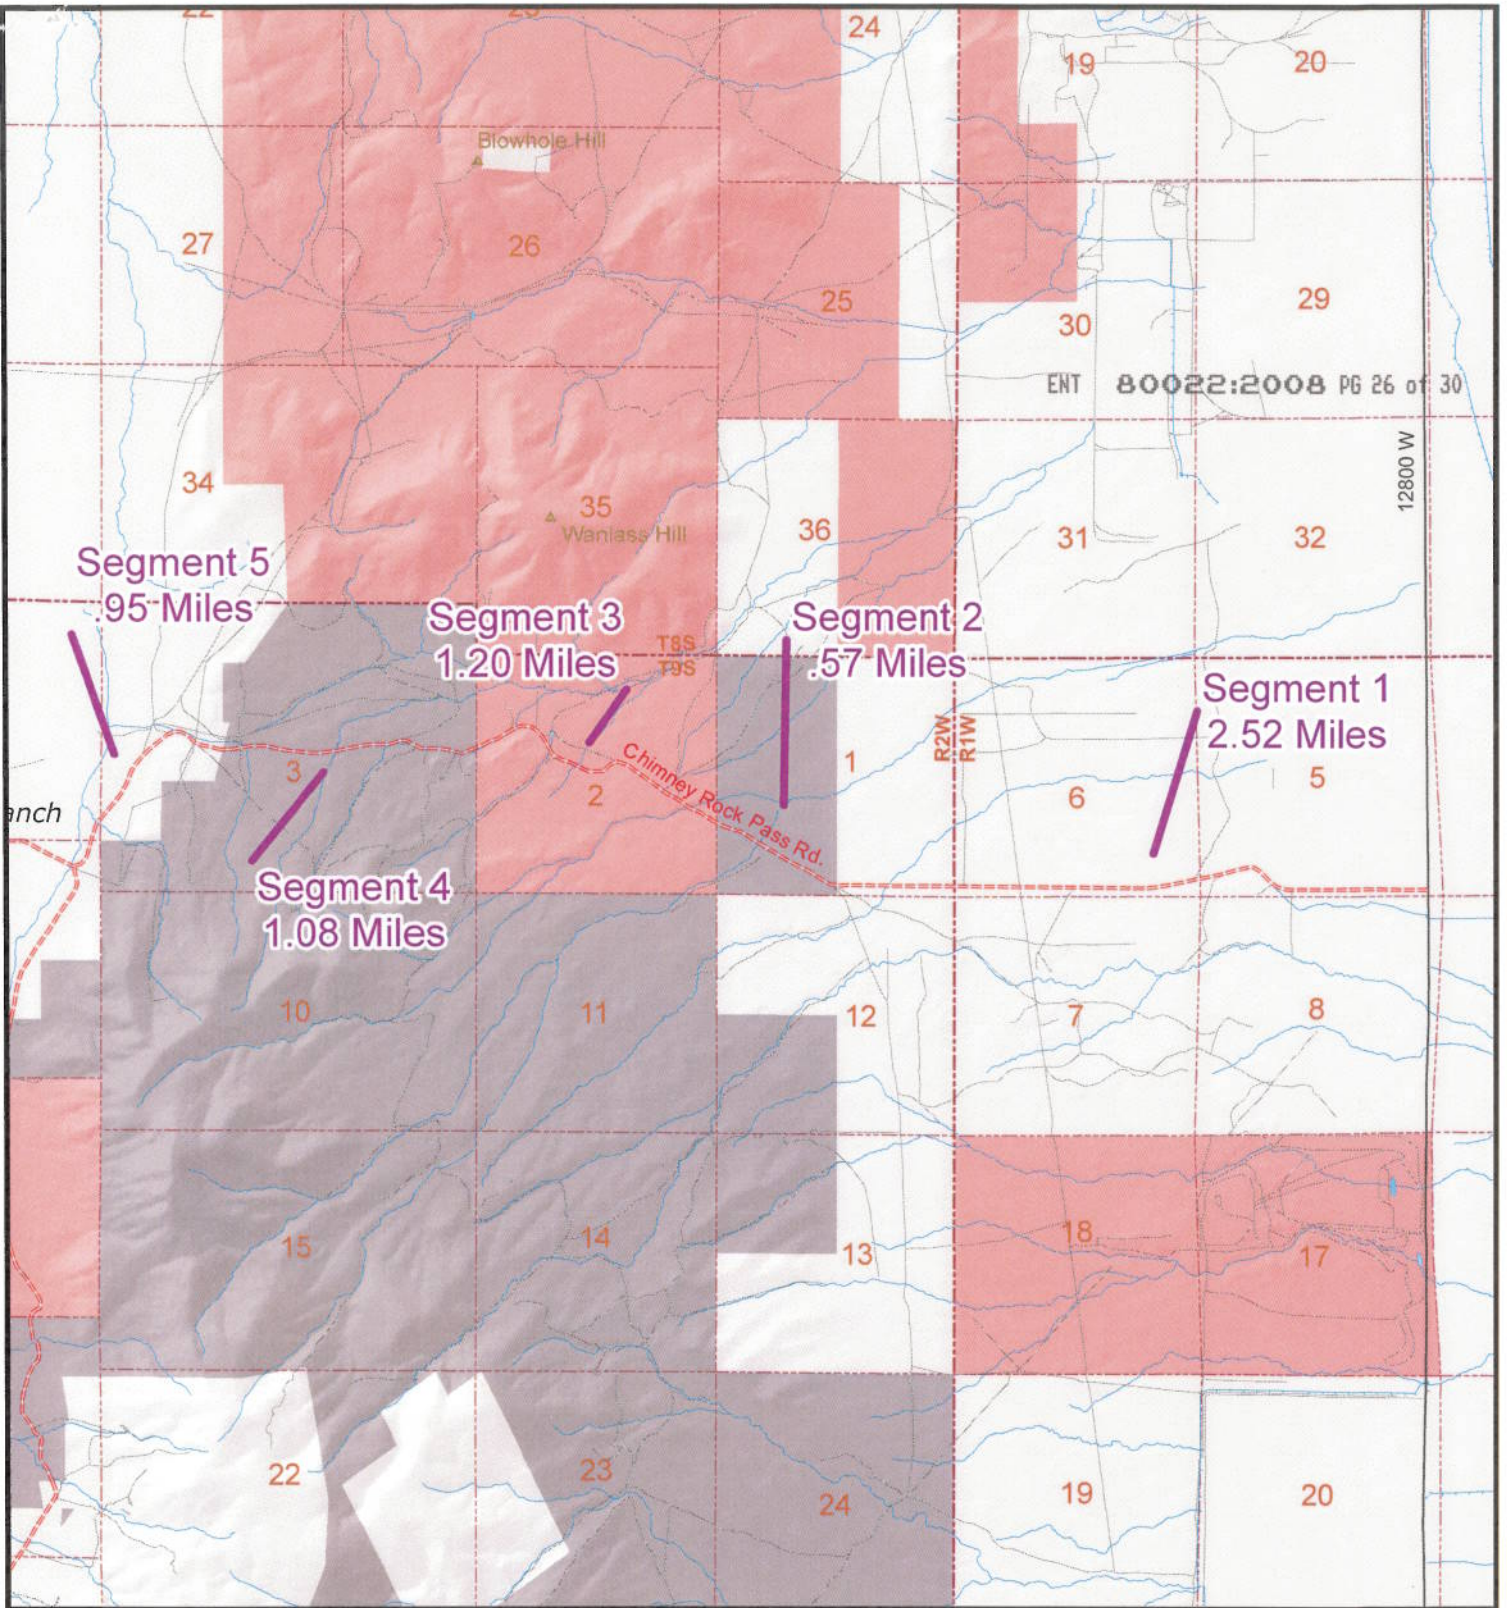 22
23
24
19
20
Blowhole Hill
27
26
25
30
29
ENT 80022:2008 PG 26 of 30
12800 W
34
35
Wanlass Hill
36
31
32
Segment 5
.95 Miles
Segment 3
1.20 Miles
Segment 2
.57 Miles
T8S
T9S
Segment 1
2.52 Miles
R2W
R1W
3
2
Chimney Rock Pass Rd.
1
6
5
anch
Segment 4
1.08 Miles
10
11
12
7
8
15
14
13
18
17
22
23
24
19
20